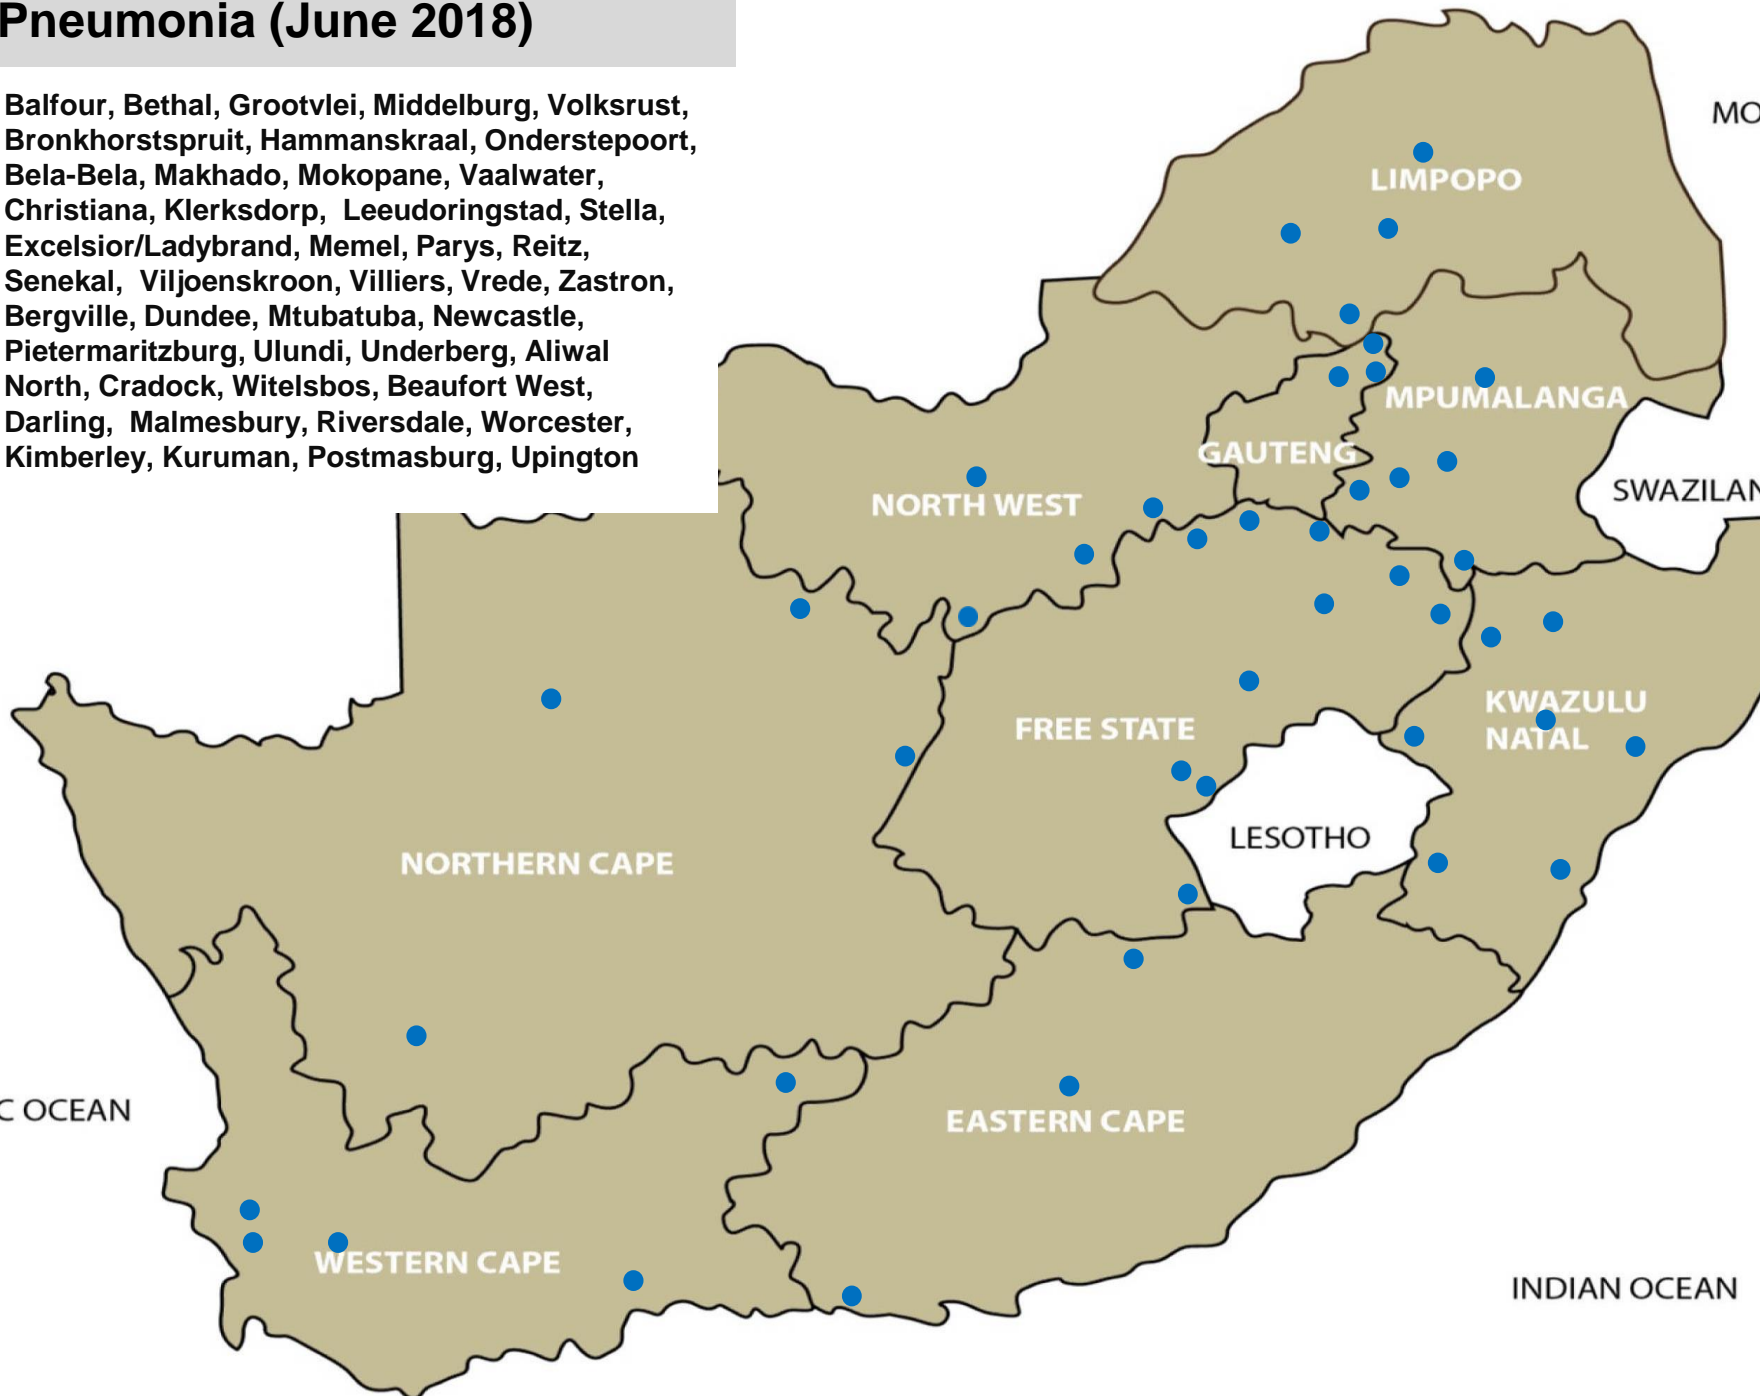 Pneumonia (June 2018)
Balfour, Bethal, Grootvlei, Middelburg, Volksrust,
Bronkhorstspruit, Hammanskraal, Onderstepoort,
Bela-Bela, Makhado, Mokopane, Vaalwater,
Christiana, Klerksdorp, Leeudoringstad, Stella,
Excelsior/Ladybrand, Memel, Parys, Reitz,
Senekal, Viljoenskroon, Villiers, Vrede, Zastron,
Bergville, Dundee, Mtubatuba, Newcastle,
Pietermaritzburg, Ulundi, Underberg, Aliwal
North, Cradock, Witelsbos, Beaufort West,
Darling, Malmesbury, Riversdale, Worcester,
Kimberley, Kuruman, Postmasburg, Upington
MO
LIMPOPO
MPUMALANGA
GAUTENG
SWAZILAN
NORTH WEST
KWAZULU
NATAL
FREE STATE
LESOTHO
NORTHERN CAPE
C OCEAN
EASTERN CAPE
WESTERN CAPE
INDIAN OCEAN